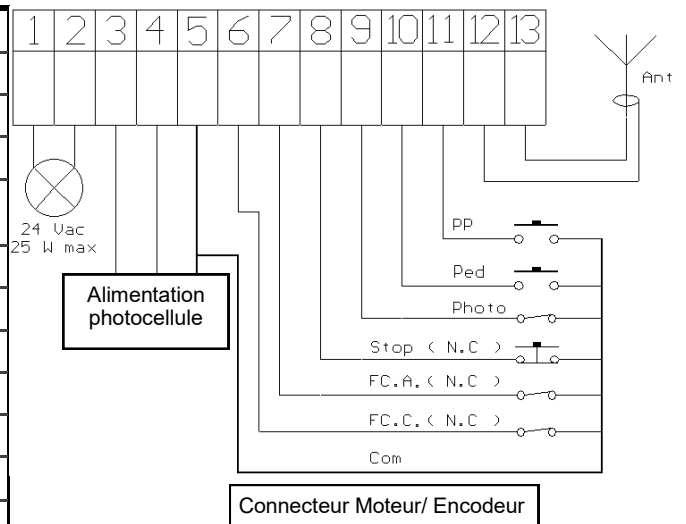 1 2 3 4 5 6 7 8 9 10 11 12 13
Ant
24 Vac
25 W max
PP
Ped
Alimentation
photocellule
Photo
Stop ( N.C )
FC.A. ( N.C )
FC.C. ( N.C )
Com
Connecteur Moteur/ Encodeur